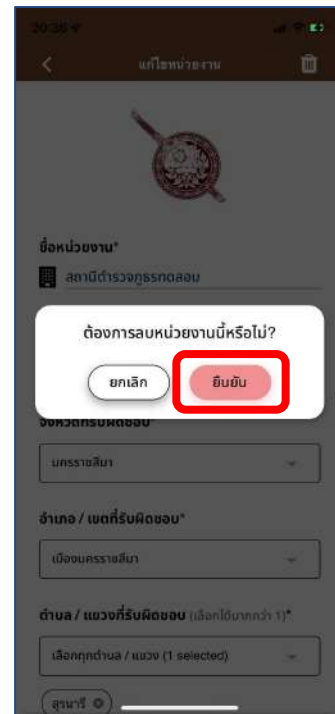 20:36
แก้ไขหน่วยงาน
ชื่อหน่วยงาน*
สถานีตำรวจภูธรทดสอบ
ต้องการลบหน่วยงานนี้หรือไม่?
ยกเลิก
ยืนยัน
จังหวัดที่รับผิดชอบ*
นครราชสีมา
อำเภอ / เขตที่รับผิดชอบ*
เมืองนครราชสีมา
ตำบล / แขวงที่รับผิดชอบ (เลือกได้มากกว่า 1)*
เลือกทุกตำบล / แขวง (1 selected)
สุรนารี